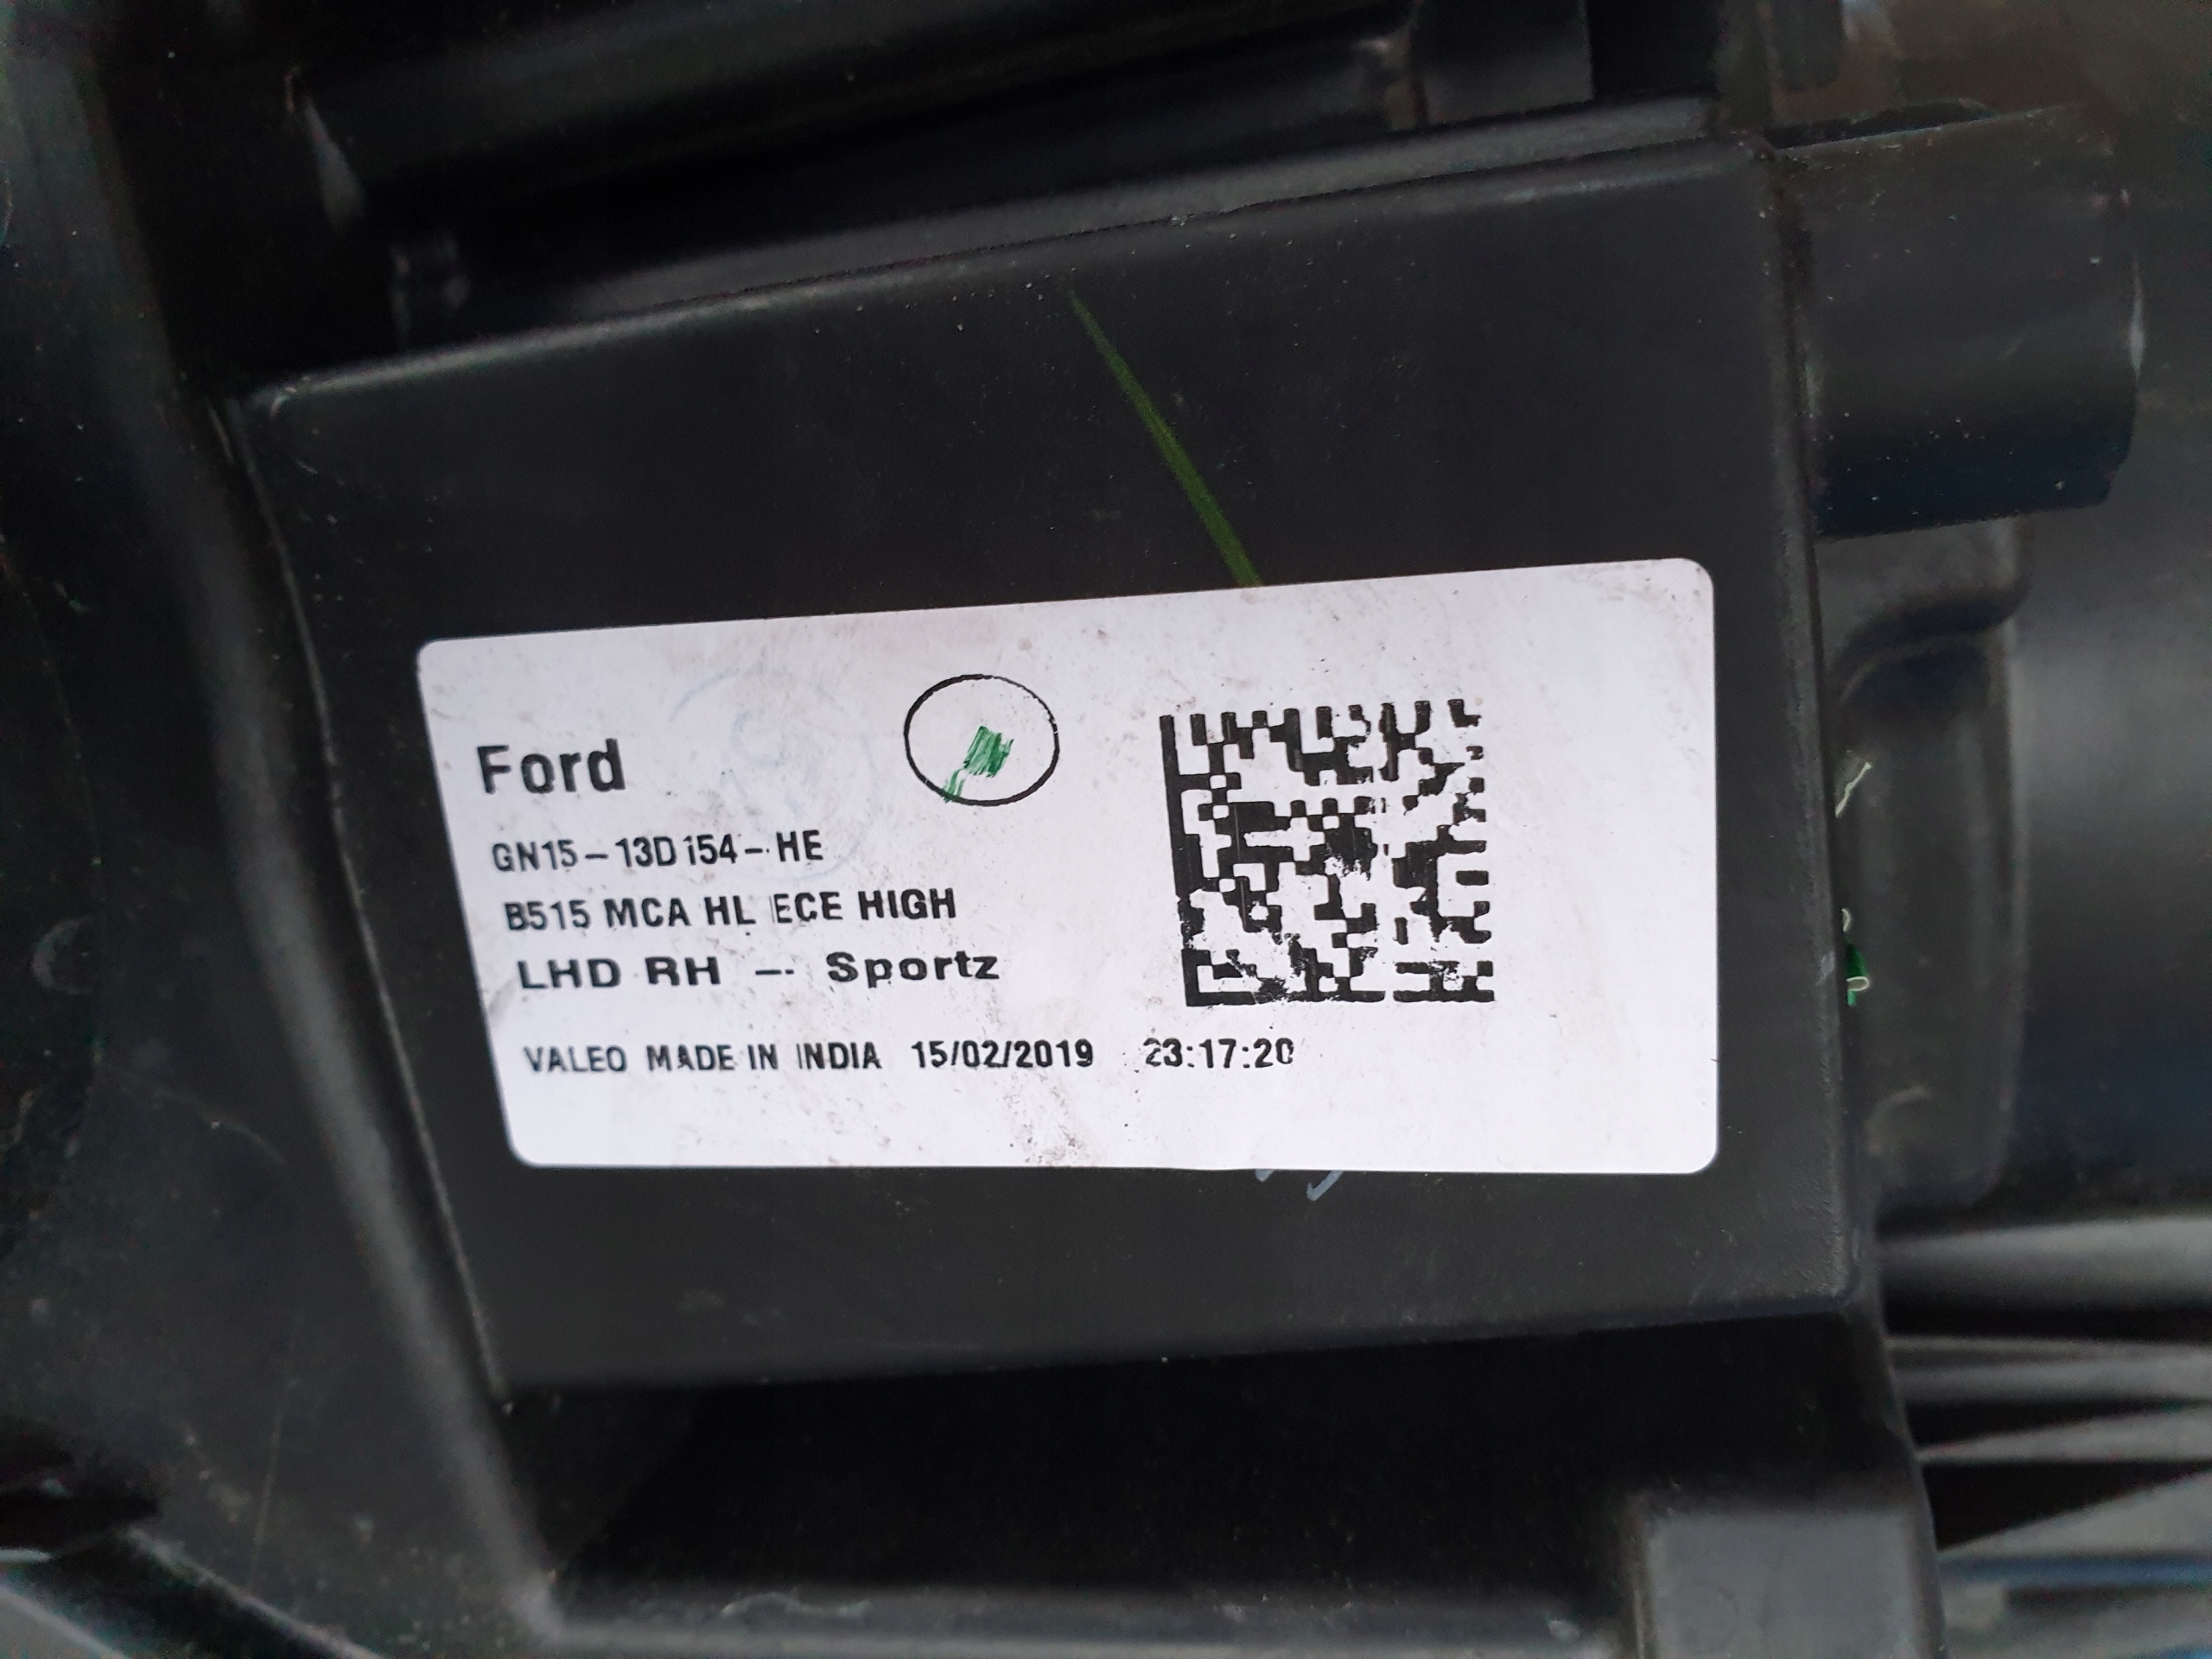 Ford
GN15-13D154-HE
B515 MCA HL ECE HIGH
LHD RH -- Sportz
VALEO MADE IN INDIA 15/02/2019 23:17:20